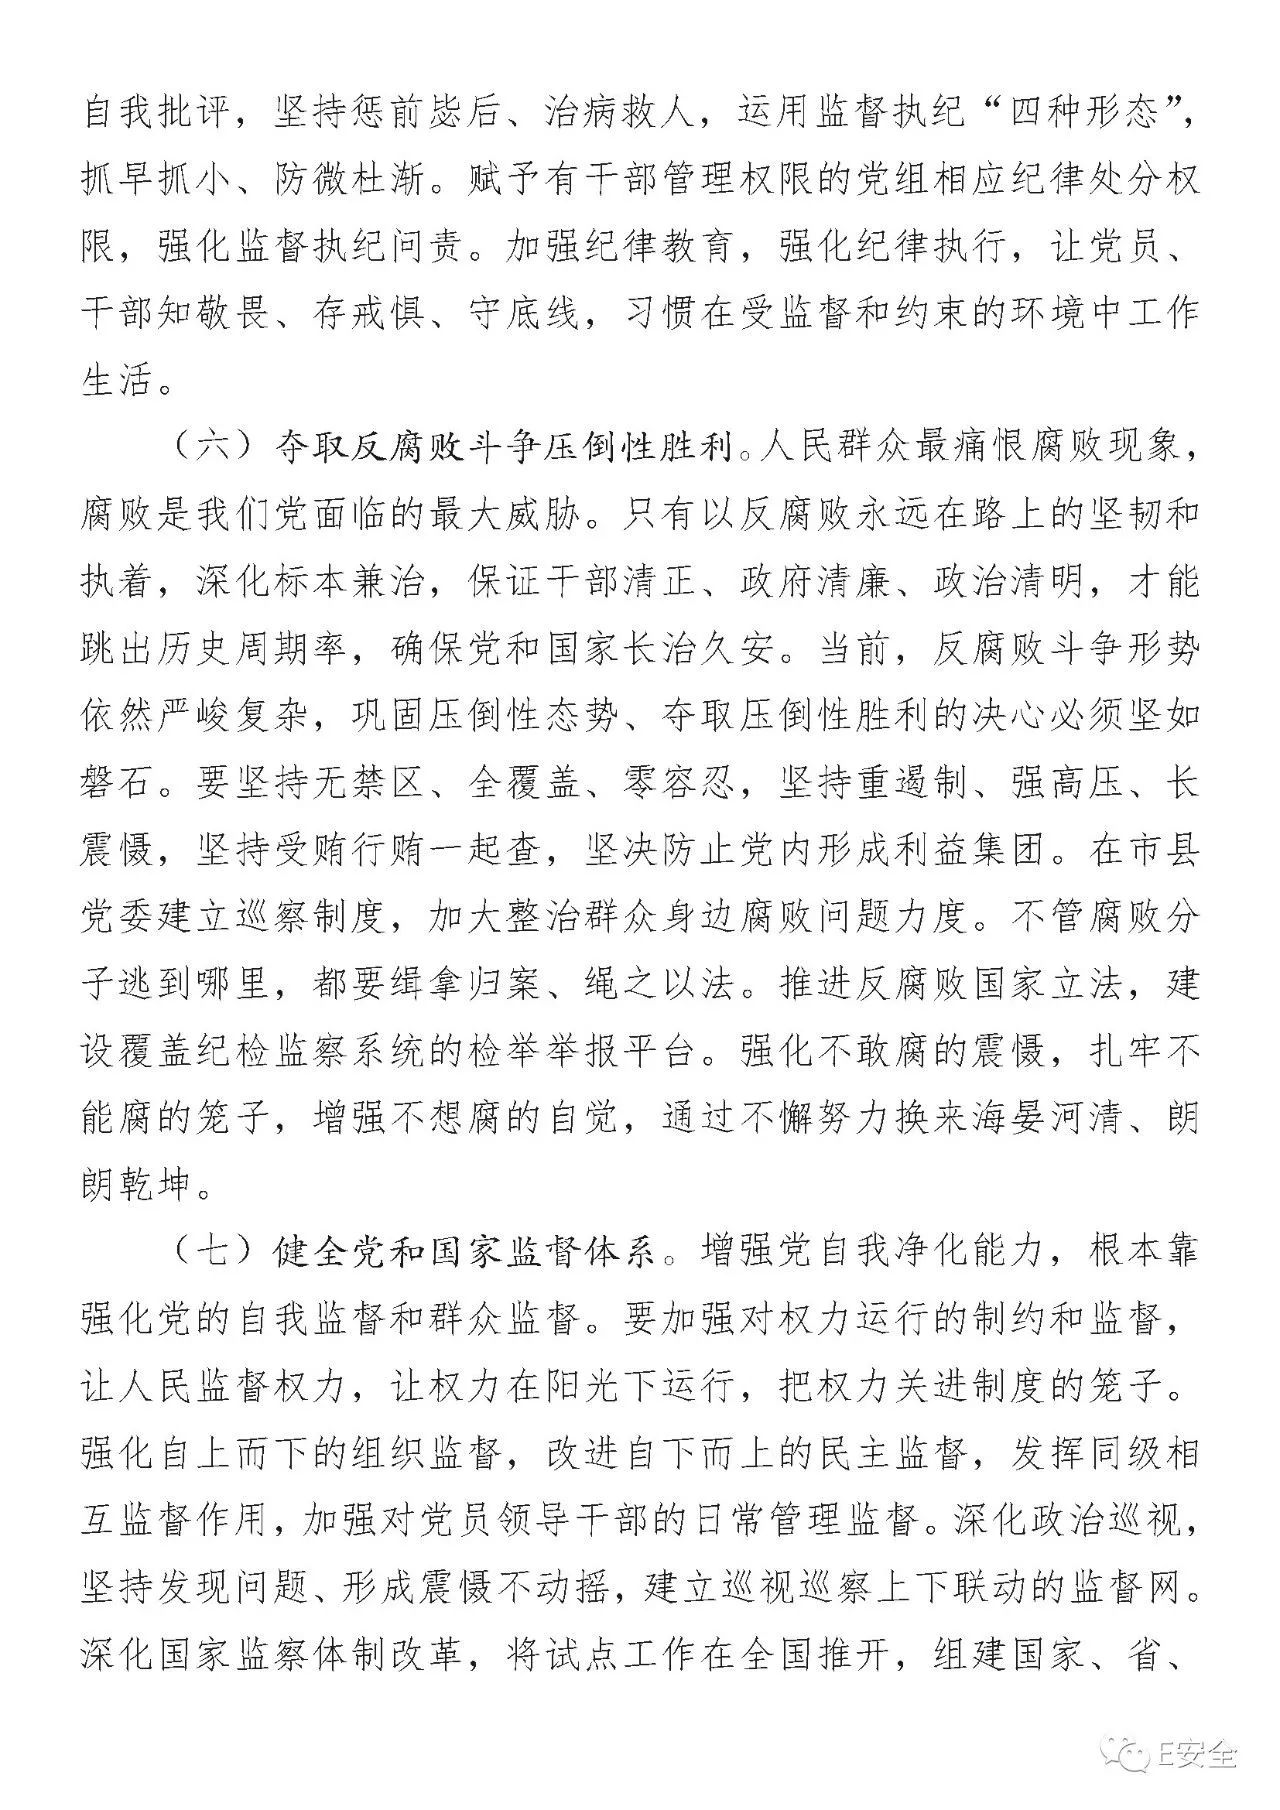 自我批评，坚持惩前毖后、治病救人，运用监督执纪“四种形态”，
抓早抓小、防微杜渐。赋予有干部管理权限的党组相应纪律处分权
限，强化监督执纪问责。加强纪律教育，强化纪律执行，让党员、
干部知敬畏、存戒惧、守底线，习惯在受监督和约束的环境中工作
生活。
（六）夺取反腐败斗争压倒性胜利。人民群众最痛恨腐败现象，
腐败是我们党面临的最大威胁。只有以反腐败永远在路上的坚韧和
执着，深化标本兼治，保证干部清正、政府清廉、政治清明，才能
跳出历史周期率，确保党和国家长治久安。当前，反腐败斗争形势
依然严峻复杂，巩固压倒性态势、夺取压倒性胜利的决心必须坚如
磐石。要坚持无禁区、全覆盖、零容忍，坚持重遏制、强高压、长
震慑，坚持受贿行贿一起查，坚决防止党内形成利益集团。在市县
党委建立巡察制度，加大整治群众身边腐败问题力度。不管腐败分
子逃到哪里，都要缉拿归案、绳之以法。推进反腐败国家立法，建
设覆盖纪检监察系统的检举举报平台。强化不敢腐的震慑，扎牢不
能腐的笼子，增强不想腐的自觉，通过不懈努力换来海晏河清、朗
朗乾坤。
（七）健全党和国家监督体系。增强党自我净化能力，根本靠
强化党的自我监督和群众监督。要加强对权力运行的制约和监督，
让人民监督权力，让权力在阳光下运行，把权力关进制度的笼子。
强化自上而下的组织监督，改进自下而上的民主监督，发挥同级相
互监督作用，加强对党员领导干部的日常管理监督。深化政治巡视，
坚持发现问题、形成震慑不动摇，建立巡视巡察上下联动的监督网。
深化国家监察体制改革，将试点工作在全国推开，组建国家、省、
E安全